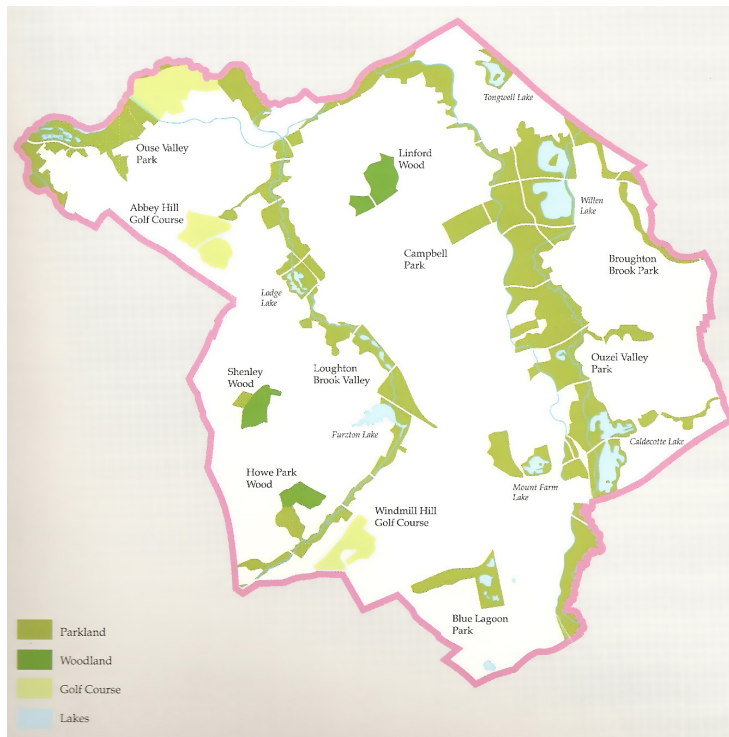 Tongwell Lake
Ouse Valley
Park
Linford
Wood
Abbey Hill
Golf Course
Willen
Lake
Campbell
Park
Broughton
Brook Park
Lodge
Lake
Loughton
Brook Valley
Ouzel Valley
Park
Shenley
Wood
Furzton Lake
Caldecotte Lake
Howe Park
Wood
Mount Farm
Lake
Windmill Hill
Golf Course
Blue Lagoon
Park
Parkland
Woodland
Golf Course
Lakes